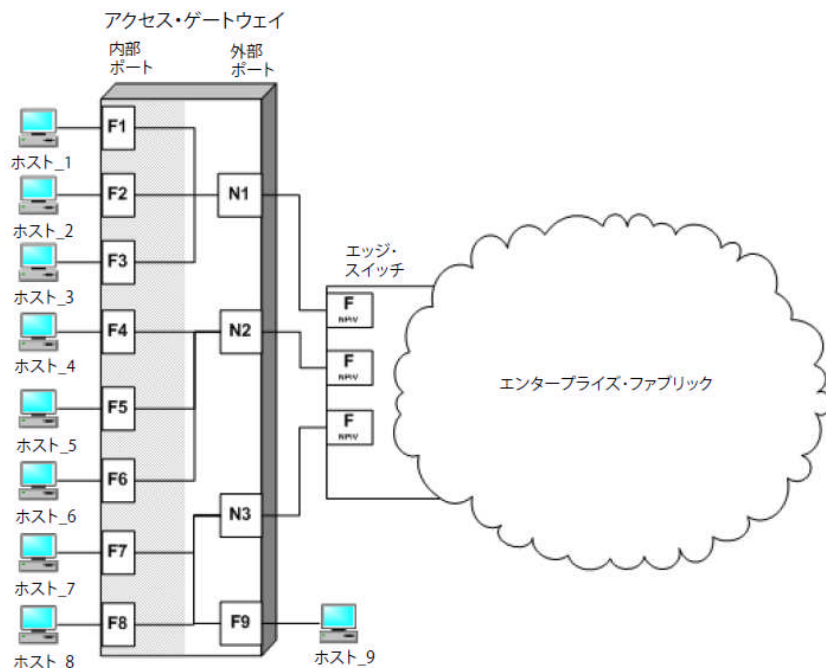 アクセス・ゲートウェイ
内部
ポート
外部
ポート
F1
ホスト_1
F2
N1
ホスト_2
F3
ホスト_3
エッジ・
スイッチ
F
NPIV
F4
N2
ホスト_4
F
NPIV
エンタープライズ・ファブリック
F5
ホスト_5
F
NPIV
F6
ホスト_6
N3
F7
ホスト_7
F8
F9
ホスト_8
ホスト_9